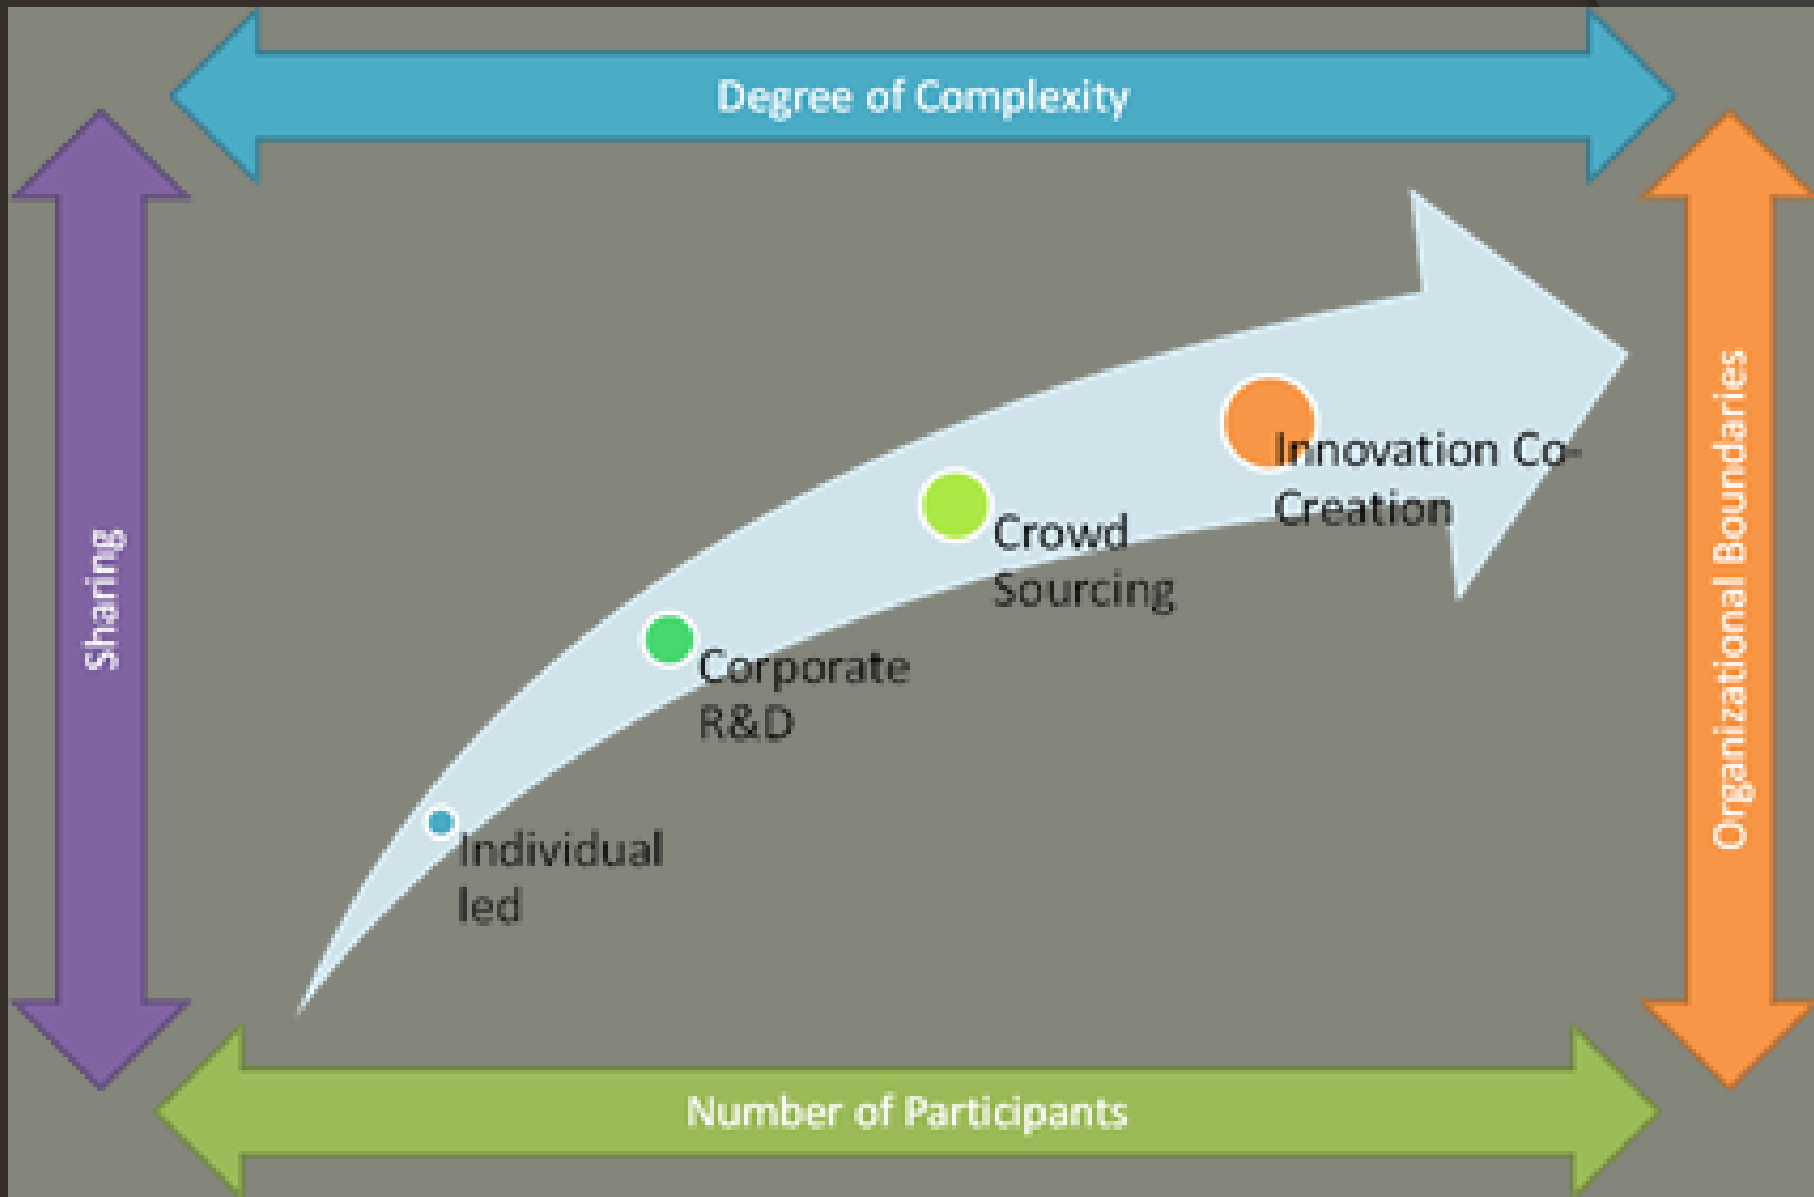 Degree of Complexity
Sharing
Organizational Boundaries
Innovation Co-
Creation
Crowd
Sourcing
Corporate
R&D
Individual
led
Number of Participants